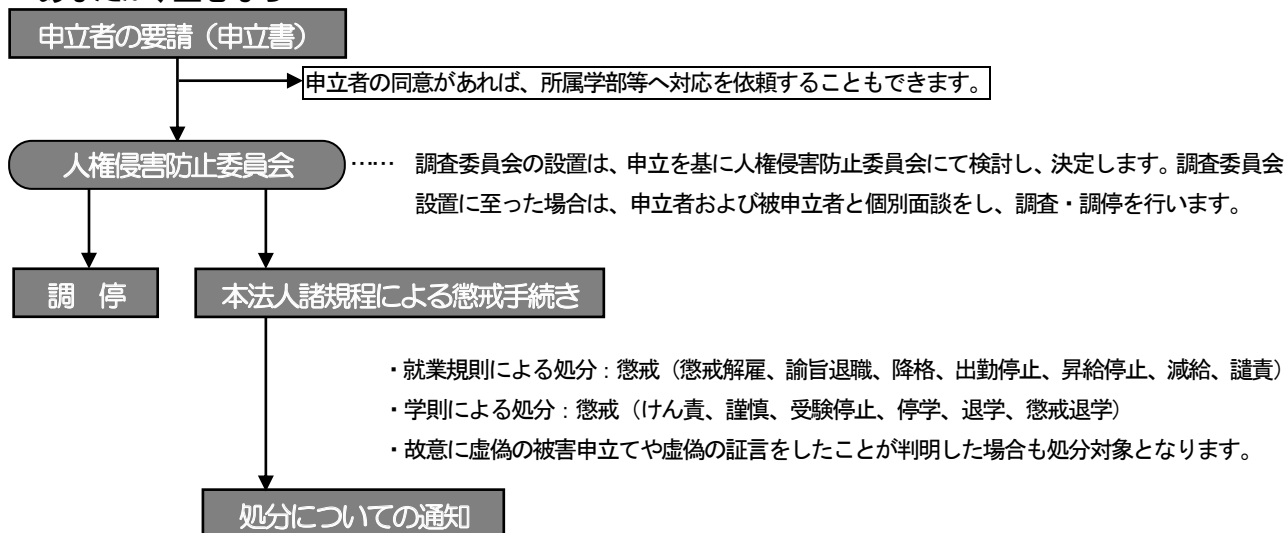 申立者の要請（申立書）
申立者の同意があれば、所属学部等へ対応を依頼することもできます。
人権侵害防止委員会
…… 調査委員会の設置は、申立を基に人権侵害防止委員会にて検討し、決定します。調査委員会
設置に至った場合は、申立者および被申立者と個別面談をし、調査・調停を行います。
調　停
本法人諸規程による懲戒手続き
・就業規則による処分：懲戒（懲戒解雇、諭旨退職、降格、出勤停止、昇給停止、減給、譴責）
・学則による処分：懲戒（けん責、謹慎、受験停止、停学、退学、懲戒退学）
・故意に虚偽の被害申立てや虚偽の証言をしたことが判明した場合も処分対象となります。
処分についての通知